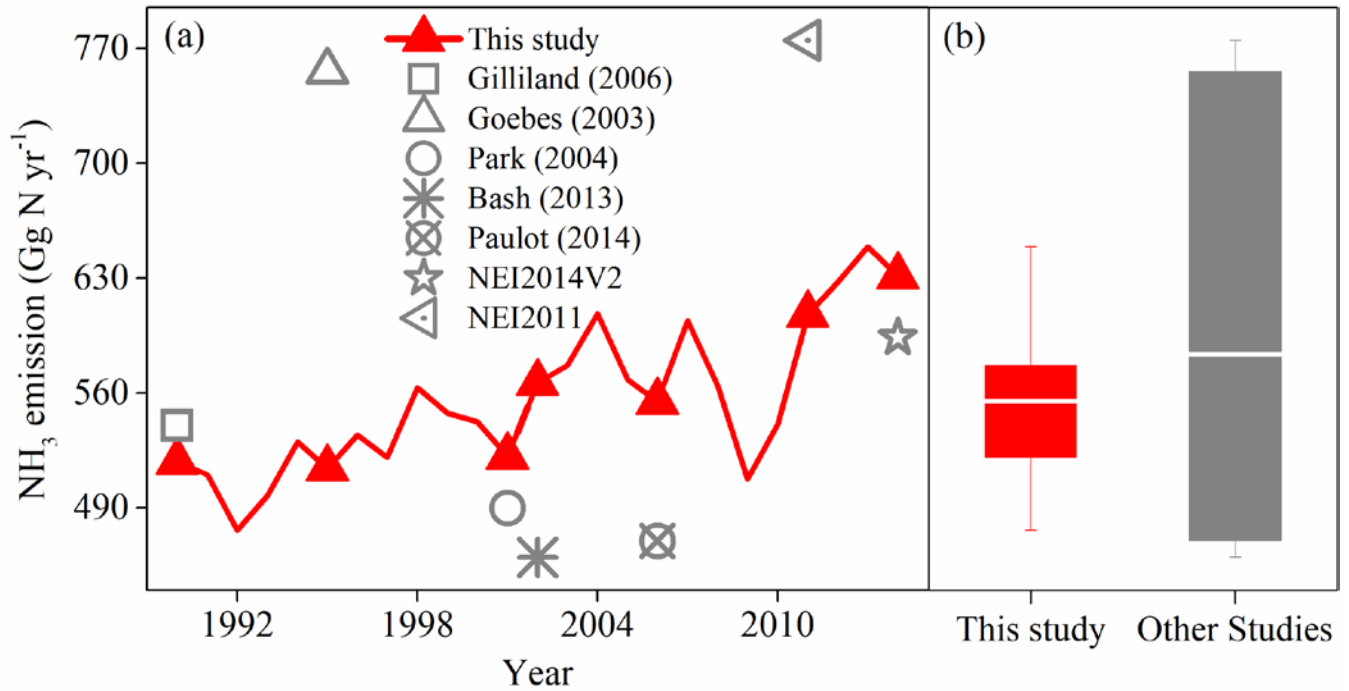 (a)
This study
Gilliland (2006)
Goebes (2003)
Park (2004)
Bash (2013)
Paulot (2014)
NEI2014V2
NEI2011
(b)
770
700
630
560
490
NH₃ emission (Gg N yr⁻¹)
1992 1998 2004 2010
Year
This study Other Studies